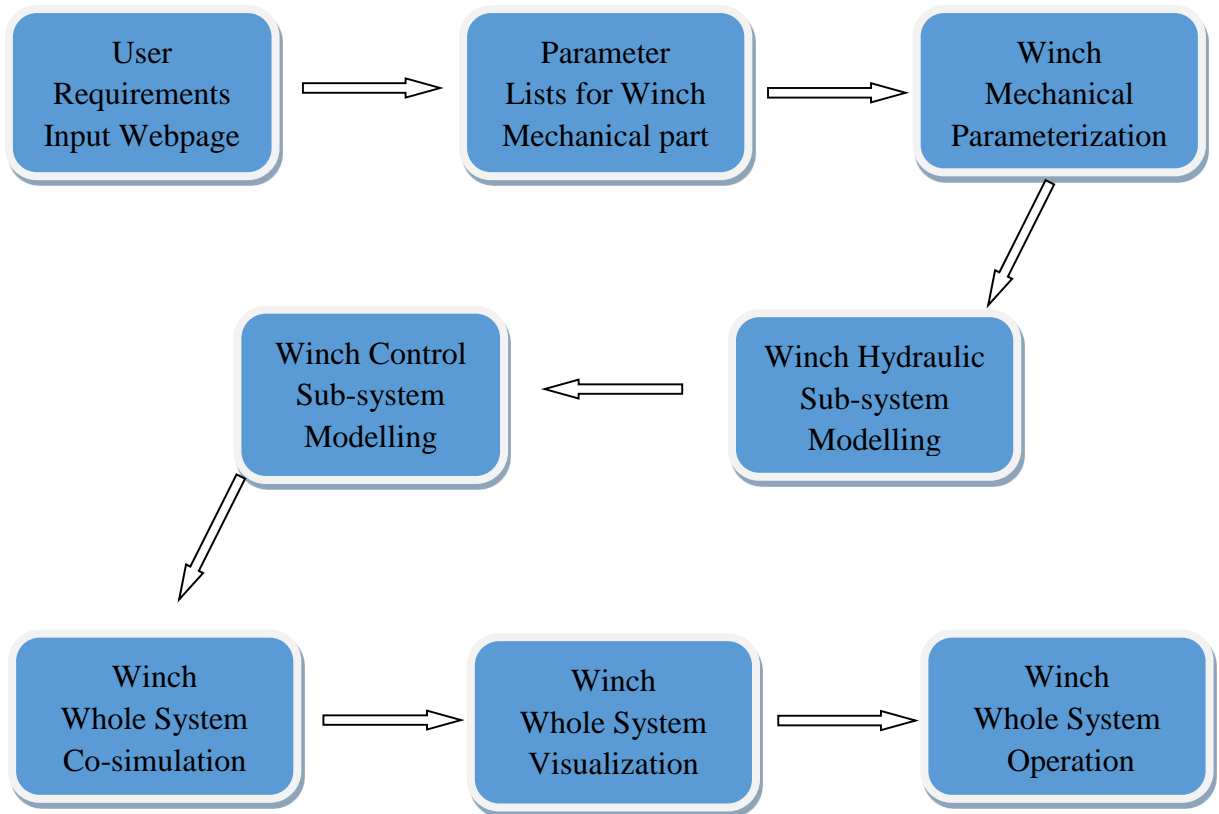 User
Requirements
Input Webpage
Parameter
Lists for Winch
Mechanical part
Winch
Mechanical
Parameterization
Winch Hydraulic
Sub-system
Modelling
Winch Control
Sub-system
Modelling
Winch
Whole System
Co-simulation
Winch
Whole System
Visualization
Winch
Whole System
Operation